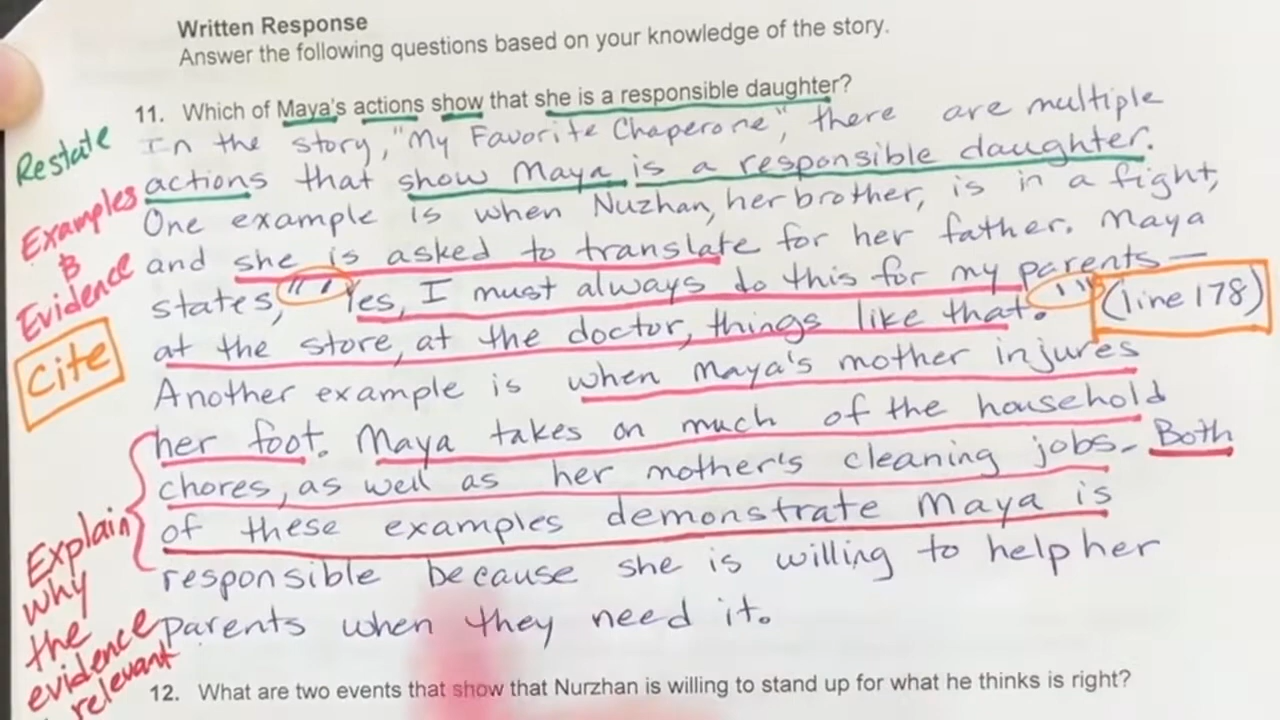 Written Response
Answer the following questions based on your knowledge of the story.
11. Which of Maya's actions show that she is a responsible daughter?
Restate
In the story, "My Favorite Chaperone", there are multiple
actions that show Maya is a responsible daughter.
Examples
&
Evidence
One example is when Nuzhan, her brother, is in a fight,
and she is asked to translate for her father. Maya
states, "'Yes, I must always do this for my parents—
at the store, at the doctor, things like that.'" (line 178)
Cite
Another example is when Maya's mother injures
her foot. Maya takes on much of the household
chores, as well as her mother's cleaning jobs. Both
of these examples demonstrate Maya is
responsible because she is willing to help her
parents when they need it.
Explain
why
the
evidence
is relevant
12. What are two events that show that Nurzhan is willing to stand up for what he thinks is right?